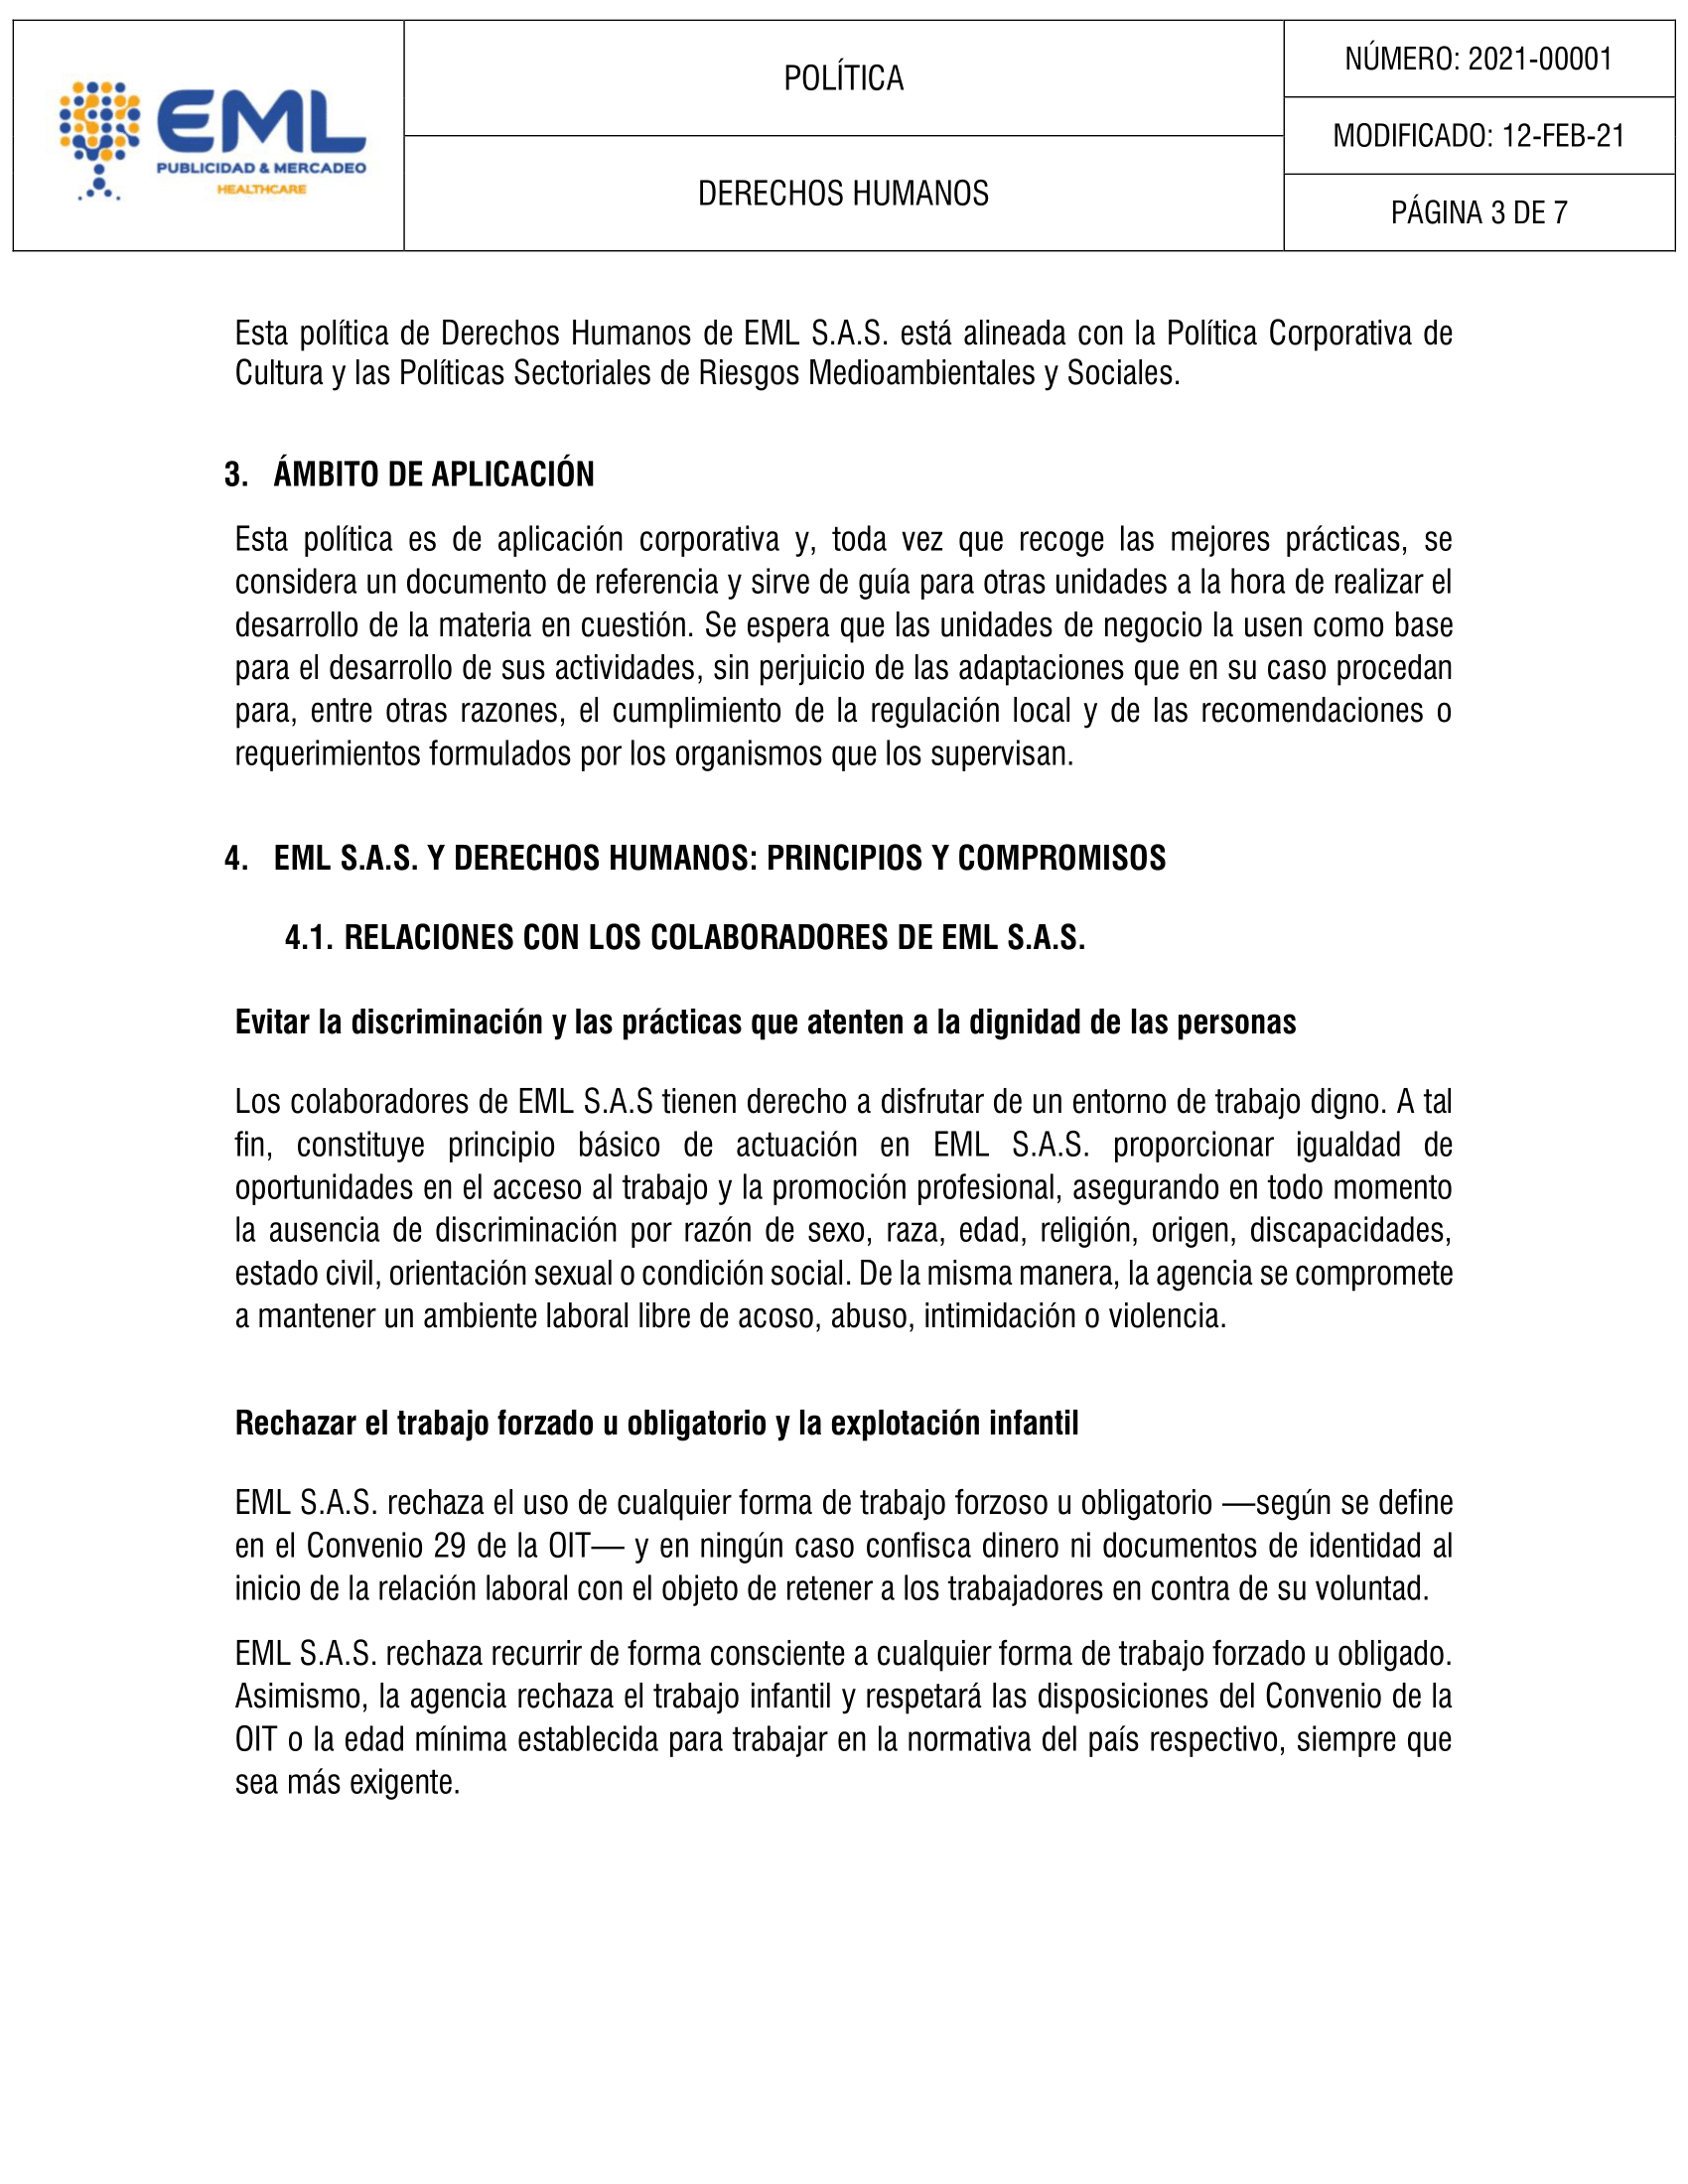 EML
PUBLICIDAD & MERCADEO
HEALTHCARE
POLÍTICA
DERECHOS HUMANOS
NÚMERO: 2021-00001
MODIFICADO: 12-FEB-21
PÁGINA 3 DE 7
Esta política de Derechos Humanos de EML S.A.S. está alineada con la Política Corporativa de
Cultura y las Políticas Sectoriales de Riesgos Medioambientales y Sociales.
3. ÁMBITO DE APLICACIÓN
Esta política es de aplicación corporativa y, toda vez que recoge las mejores prácticas, se
considera un documento de referencia y sirve de guía para otras unidades a la hora de realizar el
desarrollo de la materia en cuestión. Se espera que las unidades de negocio la usen como base
para el desarrollo de sus actividades, sin perjuicio de las adaptaciones que en su caso procedan
para, entre otras razones, el cumplimiento de la regulación local y de las recomendaciones o
requerimientos formulados por los organismos que los supervisan.
4. EML S.A.S. Y DERECHOS HUMANOS: PRINCIPIOS Y COMPROMISOS
4.1. RELACIONES CON LOS COLABORADORES DE EML S.A.S.
Evitar la discriminación y las prácticas que atenten a la dignidad de las personas
Los colaboradores de EML S.A.S tienen derecho a disfrutar de un entorno de trabajo digno. A tal
fin, constituye principio básico de actuación en EML S.A.S. proporcionar igualdad de
oportunidades en el acceso al trabajo y la promoción profesional, asegurando en todo momento
la ausencia de discriminación por razón de sexo, raza, edad, religión, origen, discapacidades,
estado civil, orientación sexual o condición social. De la misma manera, la agencia se compromete
a mantener un ambiente laboral libre de acoso, abuso, intimidación o violencia.
Rechazar el trabajo forzado u obligatorio y la explotación infantil
EML S.A.S. rechaza el uso de cualquier forma de trabajo forzoso u obligatorio —según se define
en el Convenio 29 de la OIT— y en ningún caso confisca dinero ni documentos de identidad al
inicio de la relación laboral con el objeto de retener a los trabajadores en contra de su voluntad.
EML S.A.S. rechaza recurrir de forma consciente a cualquier forma de trabajo forzado u obligado.
Asimismo, la agencia rechaza el trabajo infantil y respetará las disposiciones del Convenio de la
OIT o la edad mínima establecida para trabajar en la normativa del país respectivo, siempre que
sea más exigente.